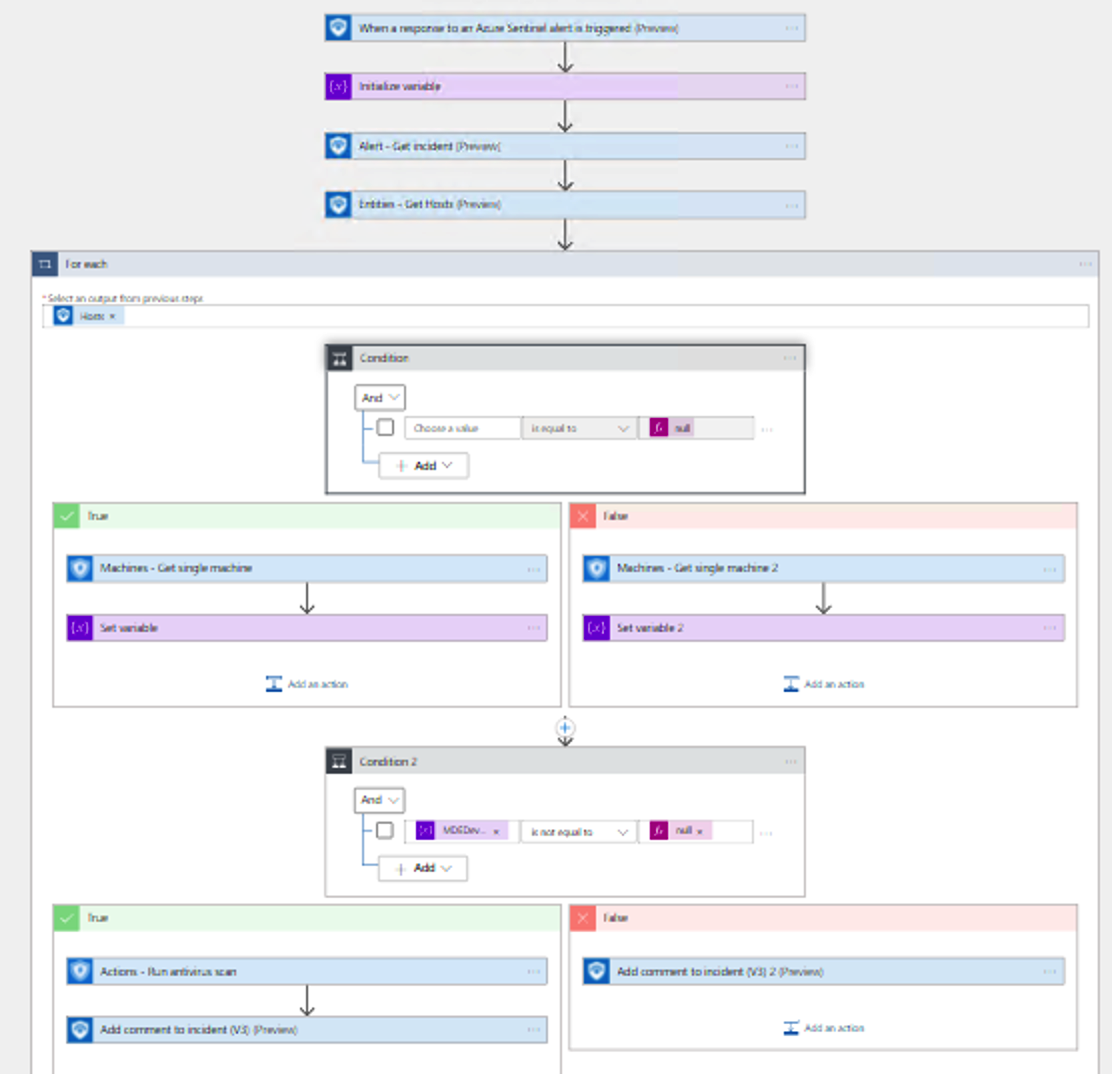 When a response to an Azure Sentinel alert is triggered (Preview)
Initialize variable
Alert - Get incident (Preview)
Entities - Get Hosts (Preview)
For each
* Select an output from previous steps
Hosts ×
Condition
And
Choose a value is equal to null
Add
True
False
Machines - Get single machine
Machines - Get single machine 2
Set variable
Set variable 2
Add an action
Add an action
Condition 2
And
MDEDev... × is not equal to null ×
Add
True
False
Actions - Run antivirus scan
Add comment to incident (V3) 2 (Preview)
Add comment to incident (V3) (Preview)
Add an action